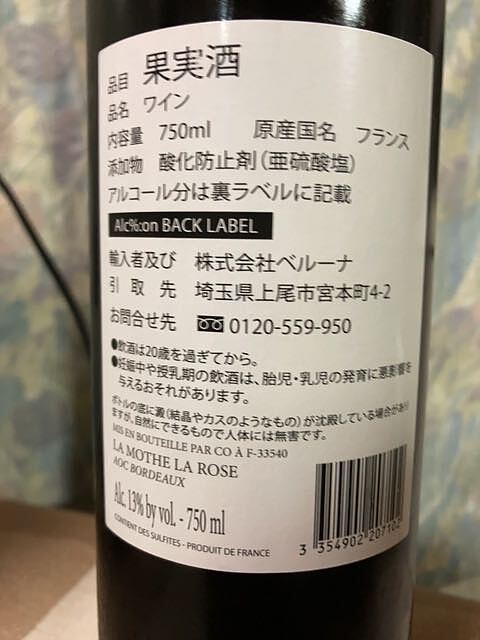 品目 果実酒
品名 ワイン
内容量 750ml 原産国名 フランス
添加物 酸化防止剤(亜硫酸塩)
アルコール分は裏ラベルに記載
Alc%:on BACK LABEL
輸入者及び 株式会社ベルーナ
引取先 埼玉県上尾市宮本町4-2
お問合せ先 0120-559-950
●飲酒は20歳を過ぎてから。
●妊娠中や授乳期の飲酒は、胎児・乳児の発育に悪影響を
与えるおそれがあります。
ボトルの底に澱(結晶やカスのようなもの)が沈殿している場合があり
ますが、自然にできるもので人体には無害です。
MIS EN BOUTEILLE PAR CO À F-33540
LA MOTHE LA ROSE
AOC BORDEAUX
Alc. 13% by vol. - 750 ml
CONTENT DES SULFITES - PRODUIT DE FRANCE
3 354902 207102